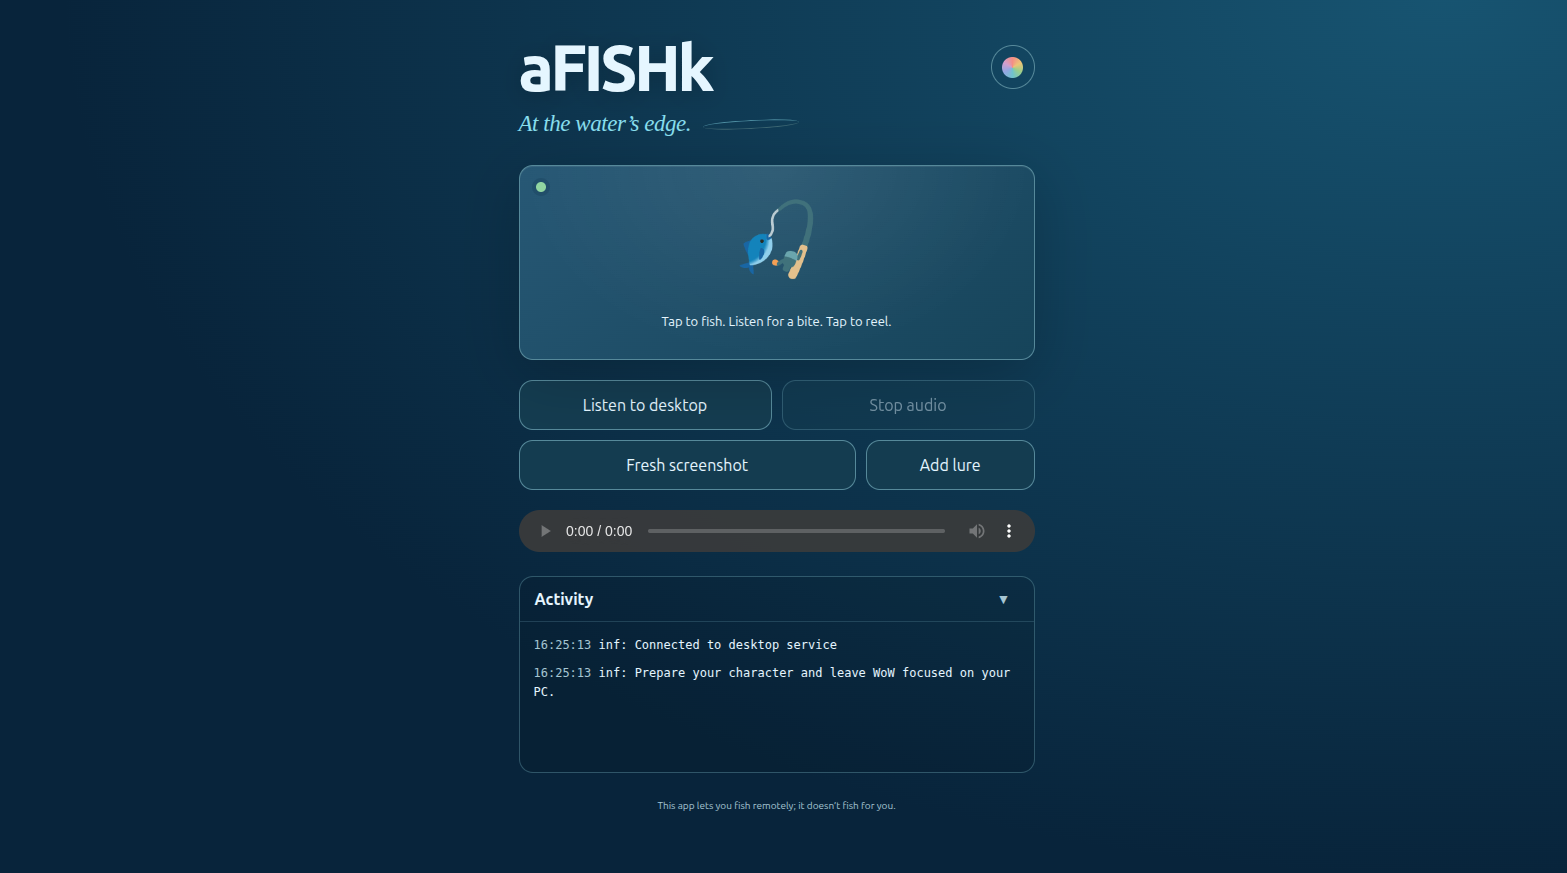 aFISHk
At the water’s edge.
Tap to fish. Listen for a bite. Tap to reel.
Listen to desktop
Stop audio
Fresh screenshot
Add lure
0:00 / 0:00
Activity
16:25:13 inf: Connected to desktop service
16:25:13 inf: Prepare your character and leave WoW focused on your
PC.
This app lets you fish remotely; it doesn’t fish for you.